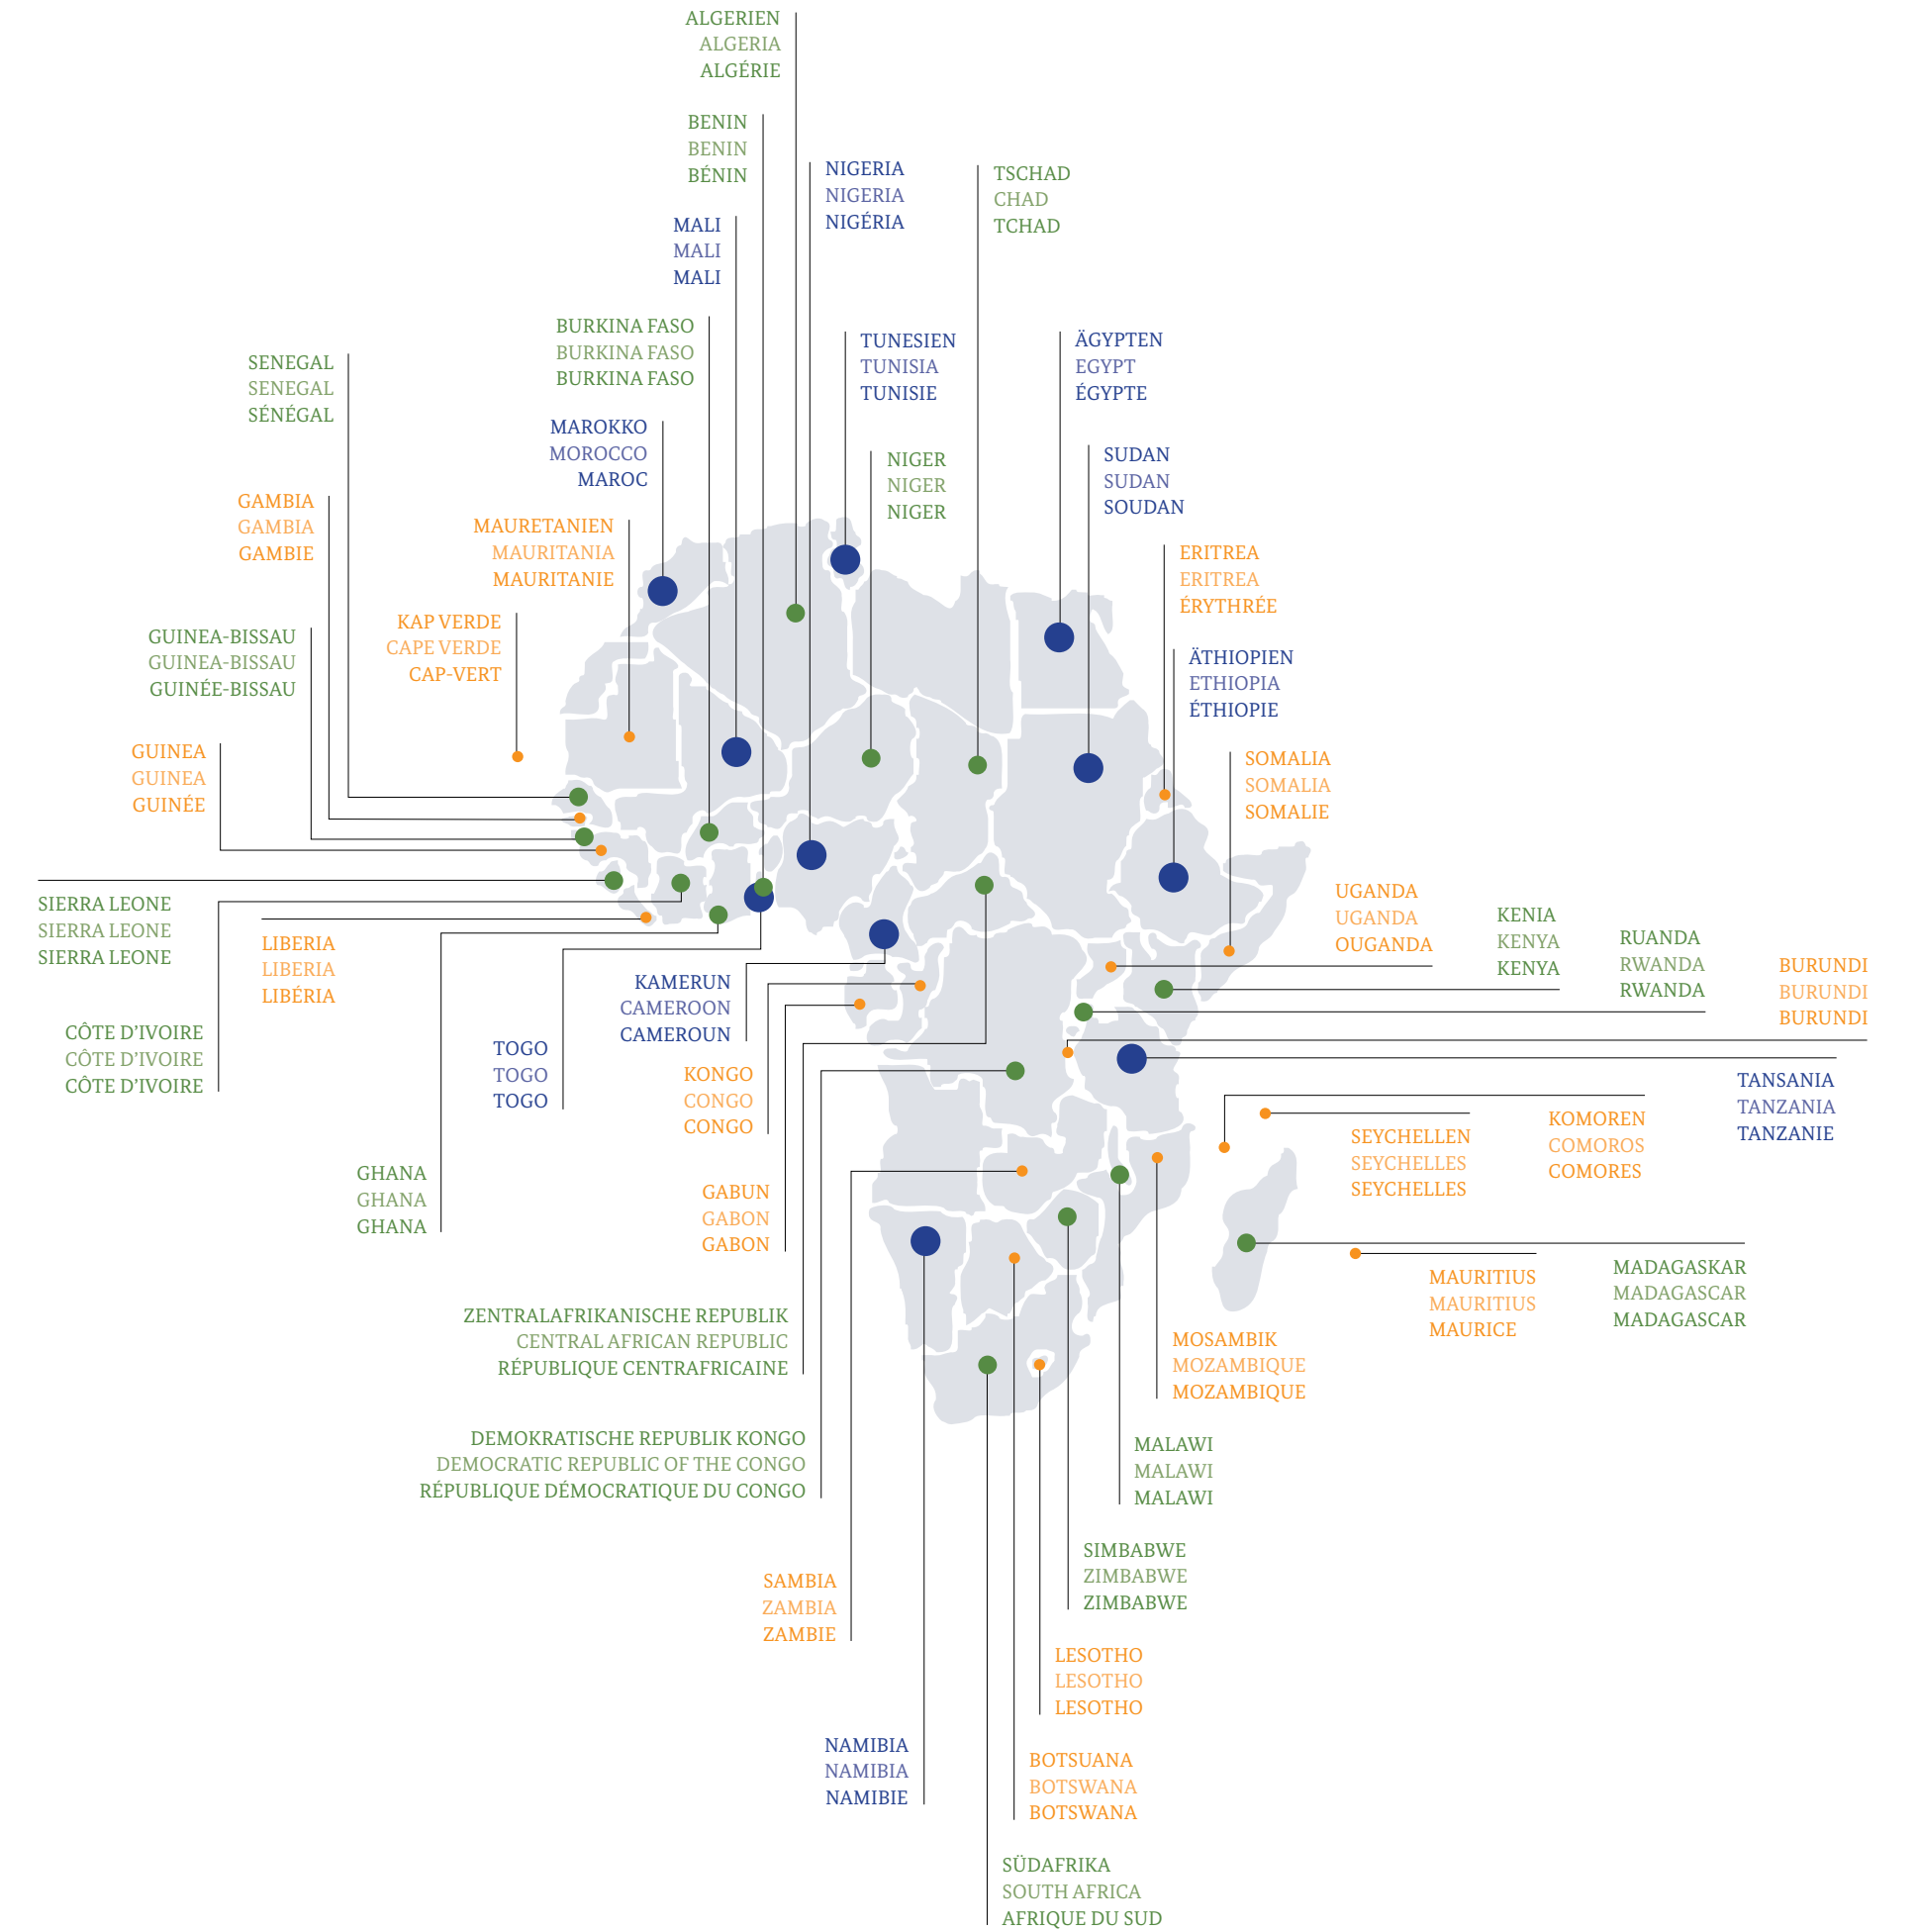 ALGERIEN
ALGERIA
ALGÉRIE
BENIN
BENIN
BÉNIN
NIGERIA
NIGERIA
NIGÉRIA
TSCHAD
CHAD
TCHAD
MALI
MALI
MALI
BURKINA FASO
BURKINA FASO
BURKINA FASO
TUNESIEN
TUNISIA
TUNISIE
ÄGYPTEN
EGYPT
ÉGYPTE
SENEGAL
SENEGAL
SÉNÉGAL
MAROKKO
MOROCCO
MAROC
NIGER
NIGER
NIGER
SUDAN
SUDAN
SOUDAN
GAMBIA
GAMBIA
GAMBIE
MAURETANIEN
MAURITANIA
MAURITANIE
ERITREA
ERITREA
ÉRYTHRÉE
KAP VERDE
CAPE VERDE
CAP-VERT
GUINEA-BISSAU
GUINEA-BISSAU
GUINÉE-BISSAU
ÄTHIOPIEN
ETHIOPIA
ÉTHIOPIE
GUINEA
GUINEA
GUINÉE
SOMALIA
SOMALIA
SOMALIE
SIERRA LEONE
SIERRA LEONE
SIERRA LEONE
LIBERIA
LIBERIA
LIBÉRIA
UGANDA
UGANDA
OUGANDA
KENIA
KENYA
KENYA
RUANDA
RWANDA
RWANDA
BURUNDI
BURUNDI
BURUNDI
CÔTE D’IVOIRE
CÔTE D’IVOIRE
CÔTE D’IVOIRE
TOGO
TOGO
TOGO
KAMERUN
CAMEROON
CAMEROUN
KONGO
CONGO
CONGO
TANSANIA
TANZANIA
TANZANIE
KOMOREN
COMOROS
COMORES
SEYCHELLEN
SEYCHELLES
SEYCHELLES
GHANA
GHANA
GHANA
GABUN
GABON
GABON
MADAGASKAR
MADAGASCAR
MADAGASCAR
MAURITIUS
MAURITIUS
MAURICE
ZENTRALAFRIKANISCHE REPUBLIK
CENTRAL AFRICAN REPUBLIC
RÉPUBLIQUE CENTRAFRICAINE
MOSAMBIK
MOZAMBIQUE
MOZAMBIQUE
DEMOKRATISCHE REPUBLIK KONGO
DEMOCRATIC REPUBLIC OF THE CONGO
RÉPUBLIQUE DÉMOCRATIQUE DU CONGO
MALAWI
MALAWI
MALAWI
SIMBABWE
ZIMBABWE
ZIMBABWE
SAMBIA
ZAMBIA
ZAMBIE
LESOTHO
LESOTHO
LESOTHO
NAMIBIA
NAMIBIA
NAMIBIE
BOTSUANA
BOTSWANA
BOTSWANA
SÜDAFRIKA
SOUTH AFRICA
AFRIQUE DU SUD